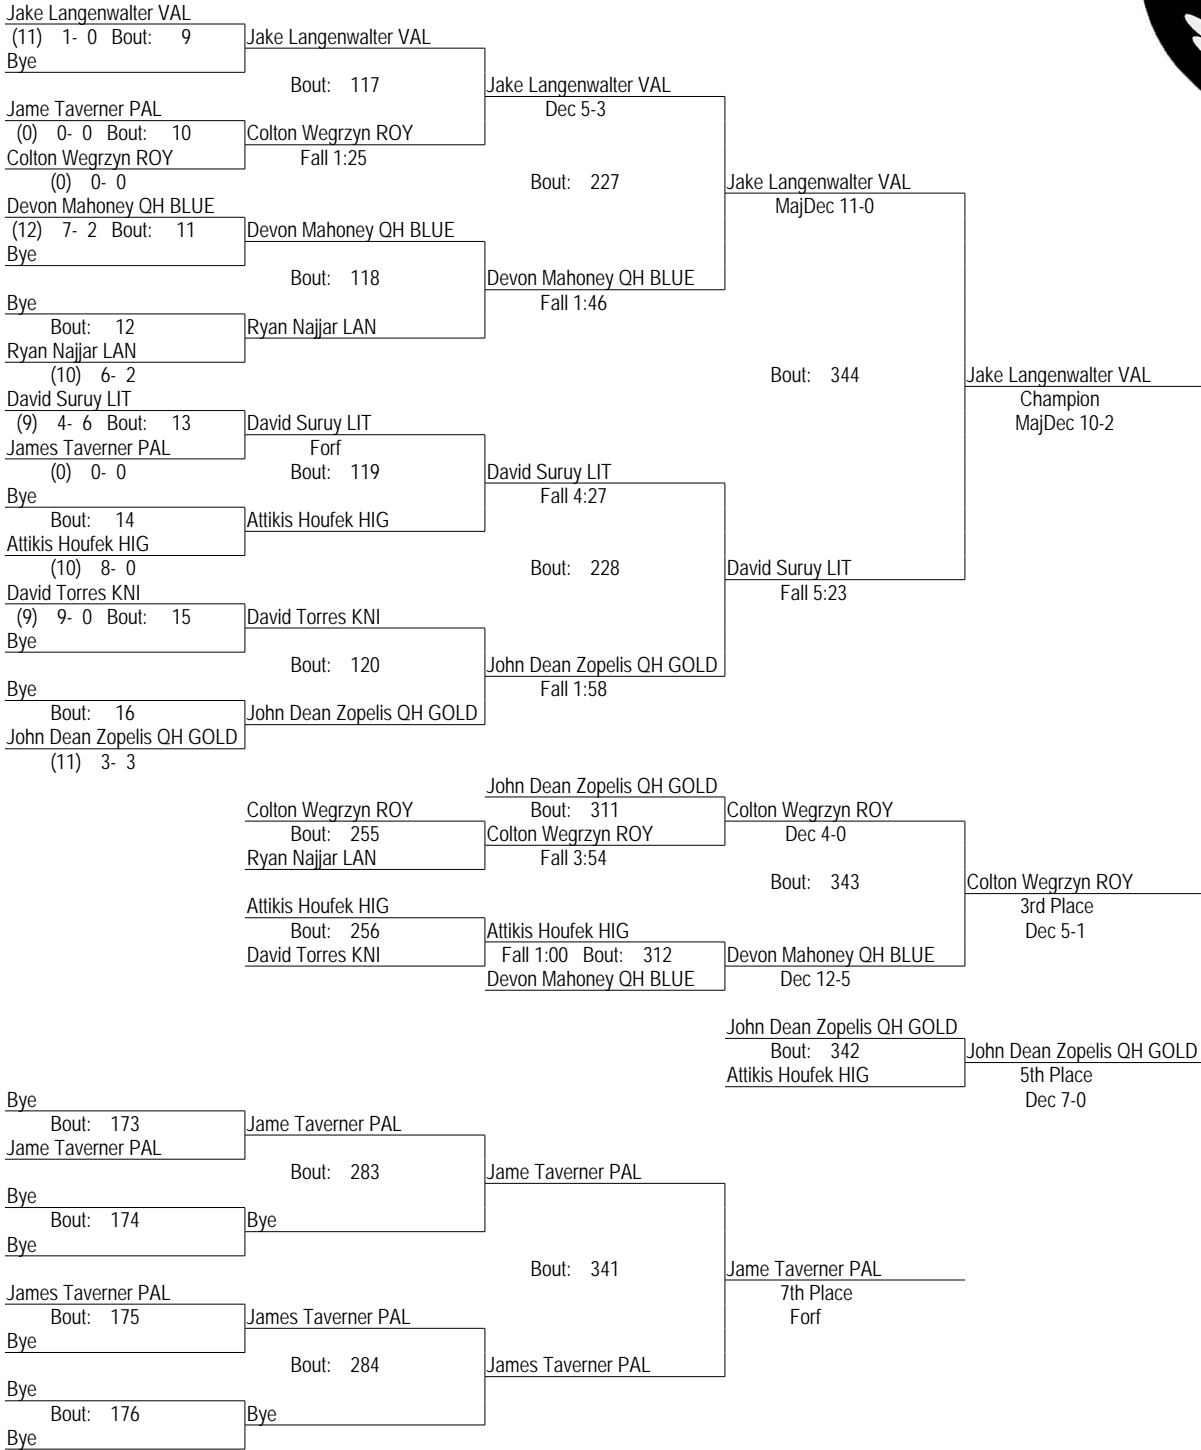 Jake Langenwalter VAL
(11) 1- 0 Bout: 9 Jake Langenwalter VAL
Bye
Bout: 117 Jake Langenwalter VAL
Jame Taverner PAL Dec 5-3
(0) 0- 0 Bout: 10 Colton Wegrzyn ROY
Colton Wegrzyn ROY Fall 1:25
(0) 0- 0 Bout: 227 Jake Langenwalter VAL
Devon Mahoney QH BLUE MajDec 11-0
(12) 7- 2 Bout: 11 Devon Mahoney QH BLUE
Bye
Bout: 118 Devon Mahoney QH BLUE
Bye Fall 1:46
Bout: 12 Ryan Najjar LAN
Ryan Najjar LAN
(10) 6- 2 Bout: 344 Jake Langenwalter VAL
David Suruy LIT Champion
(9) 4- 6 Bout: 13 David Suruy LIT MajDec 10-2
James Taverner PAL Forf
(0) 0- 0 Bout: 119 David Suruy LIT
Bye Fall 4:27
Bout: 14 Attikis Houfek HIG
Attikis Houfek HIG
(10) 8- 0 Bout: 228 David Suruy LIT
David Torres KNI Fall 5:23
(9) 9- 0 Bout: 15 David Torres KNI
Bye
Bout: 120 John Dean Zopelis QH GOLD
Bye Fall 1:58
Bout: 16 John Dean Zopelis QH GOLD
John Dean Zopelis QH GOLD
(11) 3- 3
John Dean Zopelis QH GOLD
Colton Wegrzyn ROY Bout: 311 Colton Wegrzyn ROY
Bout: 255 Colton Wegrzyn ROY Dec 4-0
Ryan Najjar LAN Fall 3:54
Bout: 343 Colton Wegrzyn ROY
Attikis Houfek HIG 3rd Place
Bout: 256 Attikis Houfek HIG Dec 5-1
David Torres KNI Fall 1:00 Bout: 312 Devon Mahoney QH BLUE
Devon Mahoney QH BLUE Dec 12-5
John Dean Zopelis QH GOLD
Bout: 342 John Dean Zopelis QH GOLD
Attikis Houfek HIG 5th Place
Bye Dec 7-0
Bout: 173 Jame Taverner PAL
Jame Taverner PAL
Bout: 283 Jame Taverner PAL
Bye
Bout: 174 Bye
Bye
Bout: 341 Jame Taverner PAL
James Taverner PAL 7th Place
Bout: 175 James Taverner PAL Forf
Bye
Bout: 284 James Taverner PAL
Bye
Bout: 176 Bye
Bye